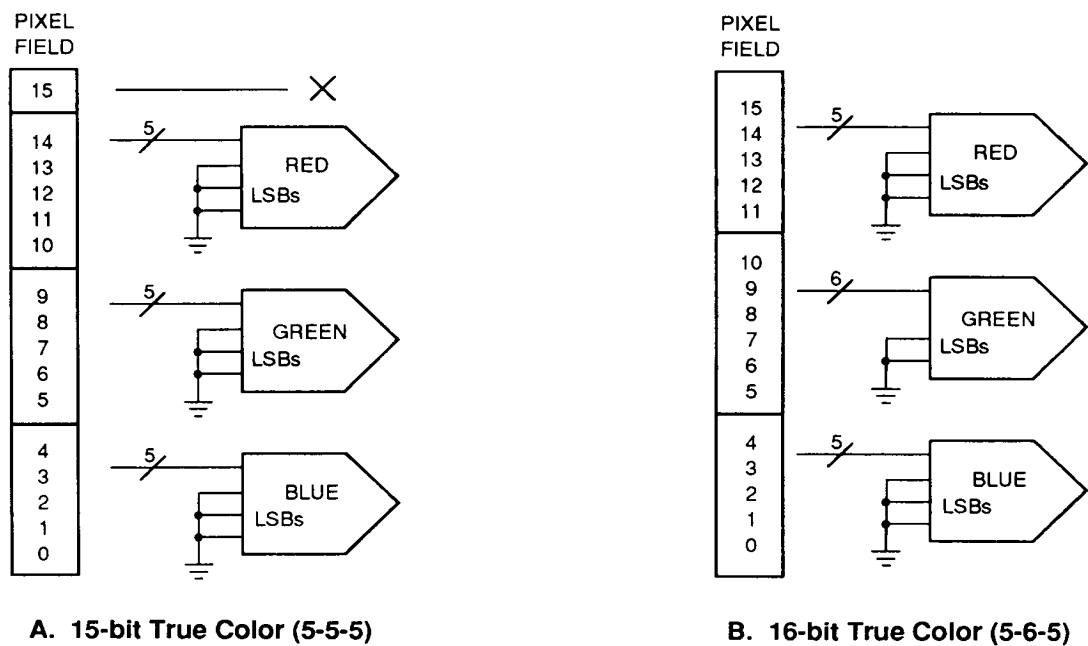 PIXEL
FIELD
15
14
13
12
11
10
9
8
7
6
5
4
3
2
1
0
5
RED
LSBs
5
GREEN
LSBs
5
BLUE
LSBs
A. 15-bit True Color (5-5-5)
PIXEL
FIELD
15
14
13
12
11
10
9
8
7
6
5
4
3
2
1
0
5
RED
LSBs
6
GREEN
LSBs
5
BLUE
LSBs
B. 16-bit True Color (5-6-5)